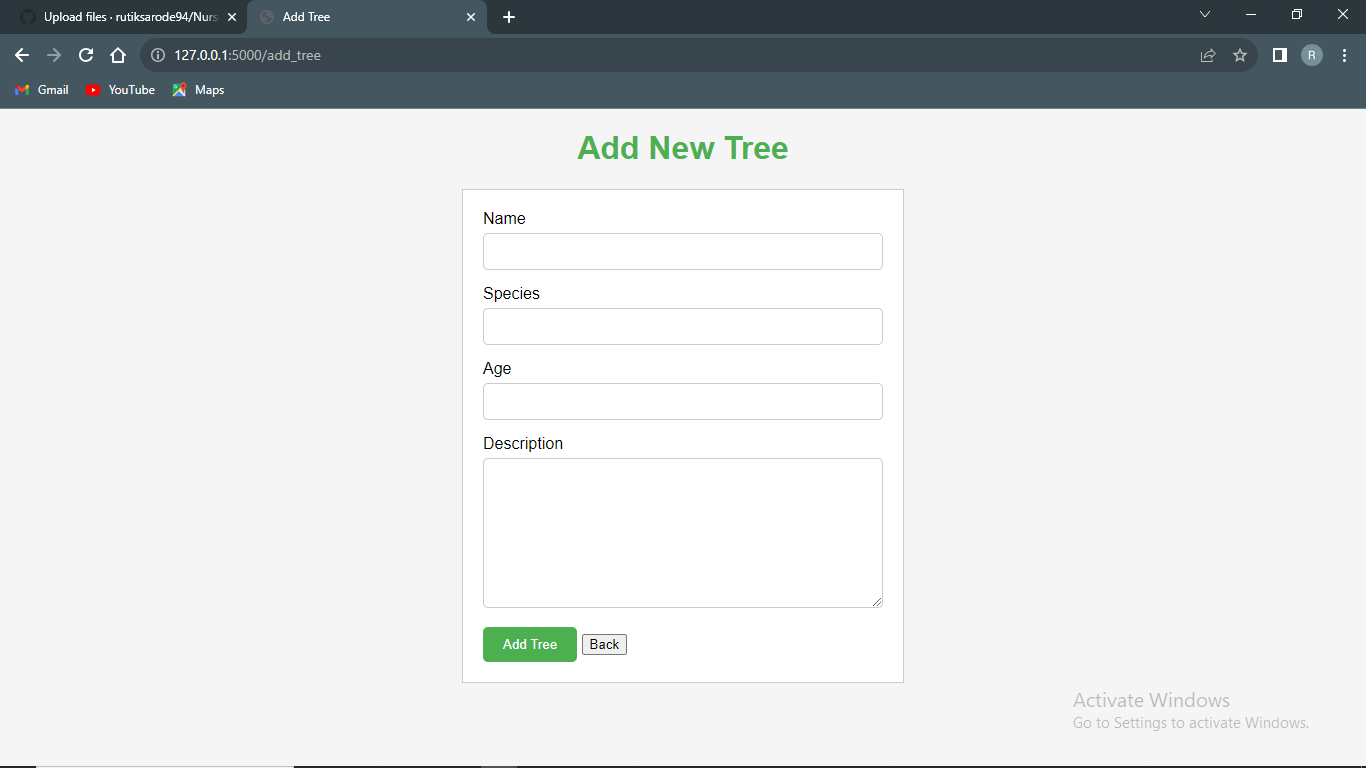 Upload files · rutiksarode94/Nurs
Add Tree
127.0.0.1:5000/add_tree
R
Gmail
YouTube
Maps
Add New Tree
Name
Species
Age
Description
Add Tree
Back
Activate Windows
Go to Settings to activate Windows.